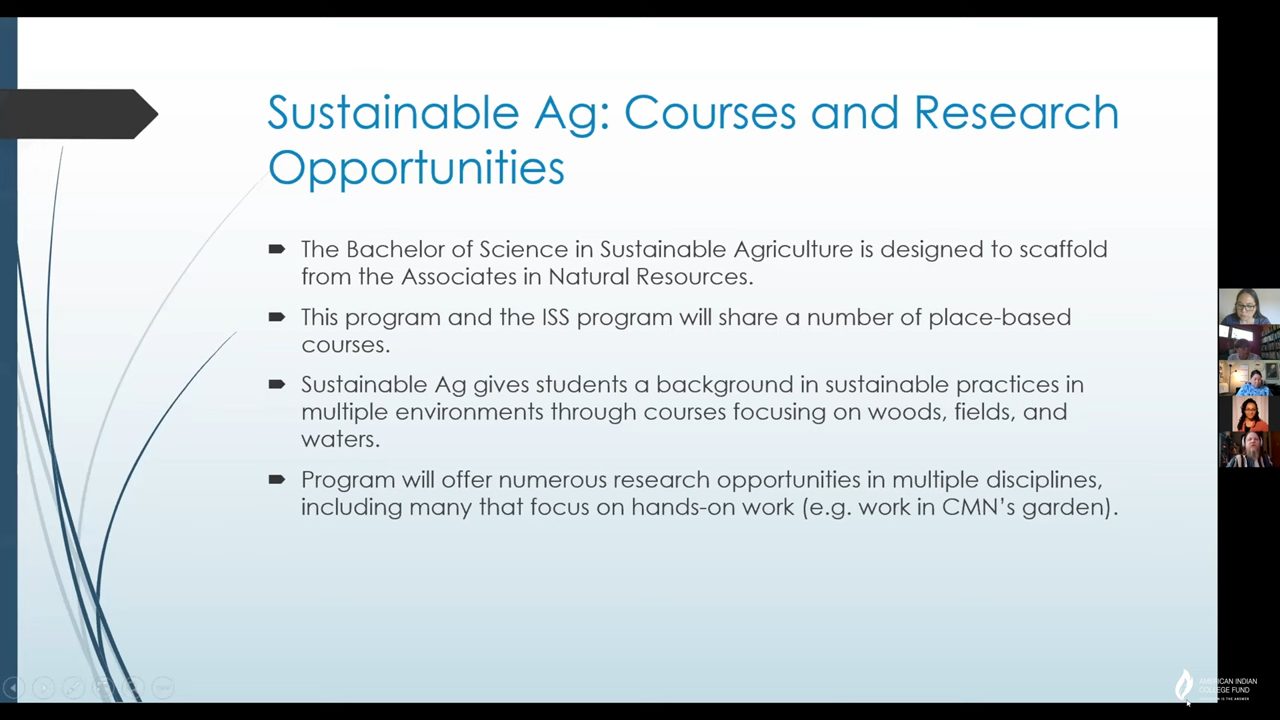 Sustainable Ag: Courses and Research
Opportunities
The Bachelor of Science in Sustainable Agriculture is designed to scaffold
from the Associates in Natural Resources.
This program and the ISS program will share a number of place-based
courses.
Sustainable Ag gives students a background in sustainable practices in
multiple environments through courses focusing on woods, fields, and
waters.
Program will offer numerous research opportunities in multiple disciplines,
including many that focus on hands-on work (e.g. work in CMN's garden).
AMERICAN INDIAN
COLLEGE FUND
EDUCATION IS THE ANSWER